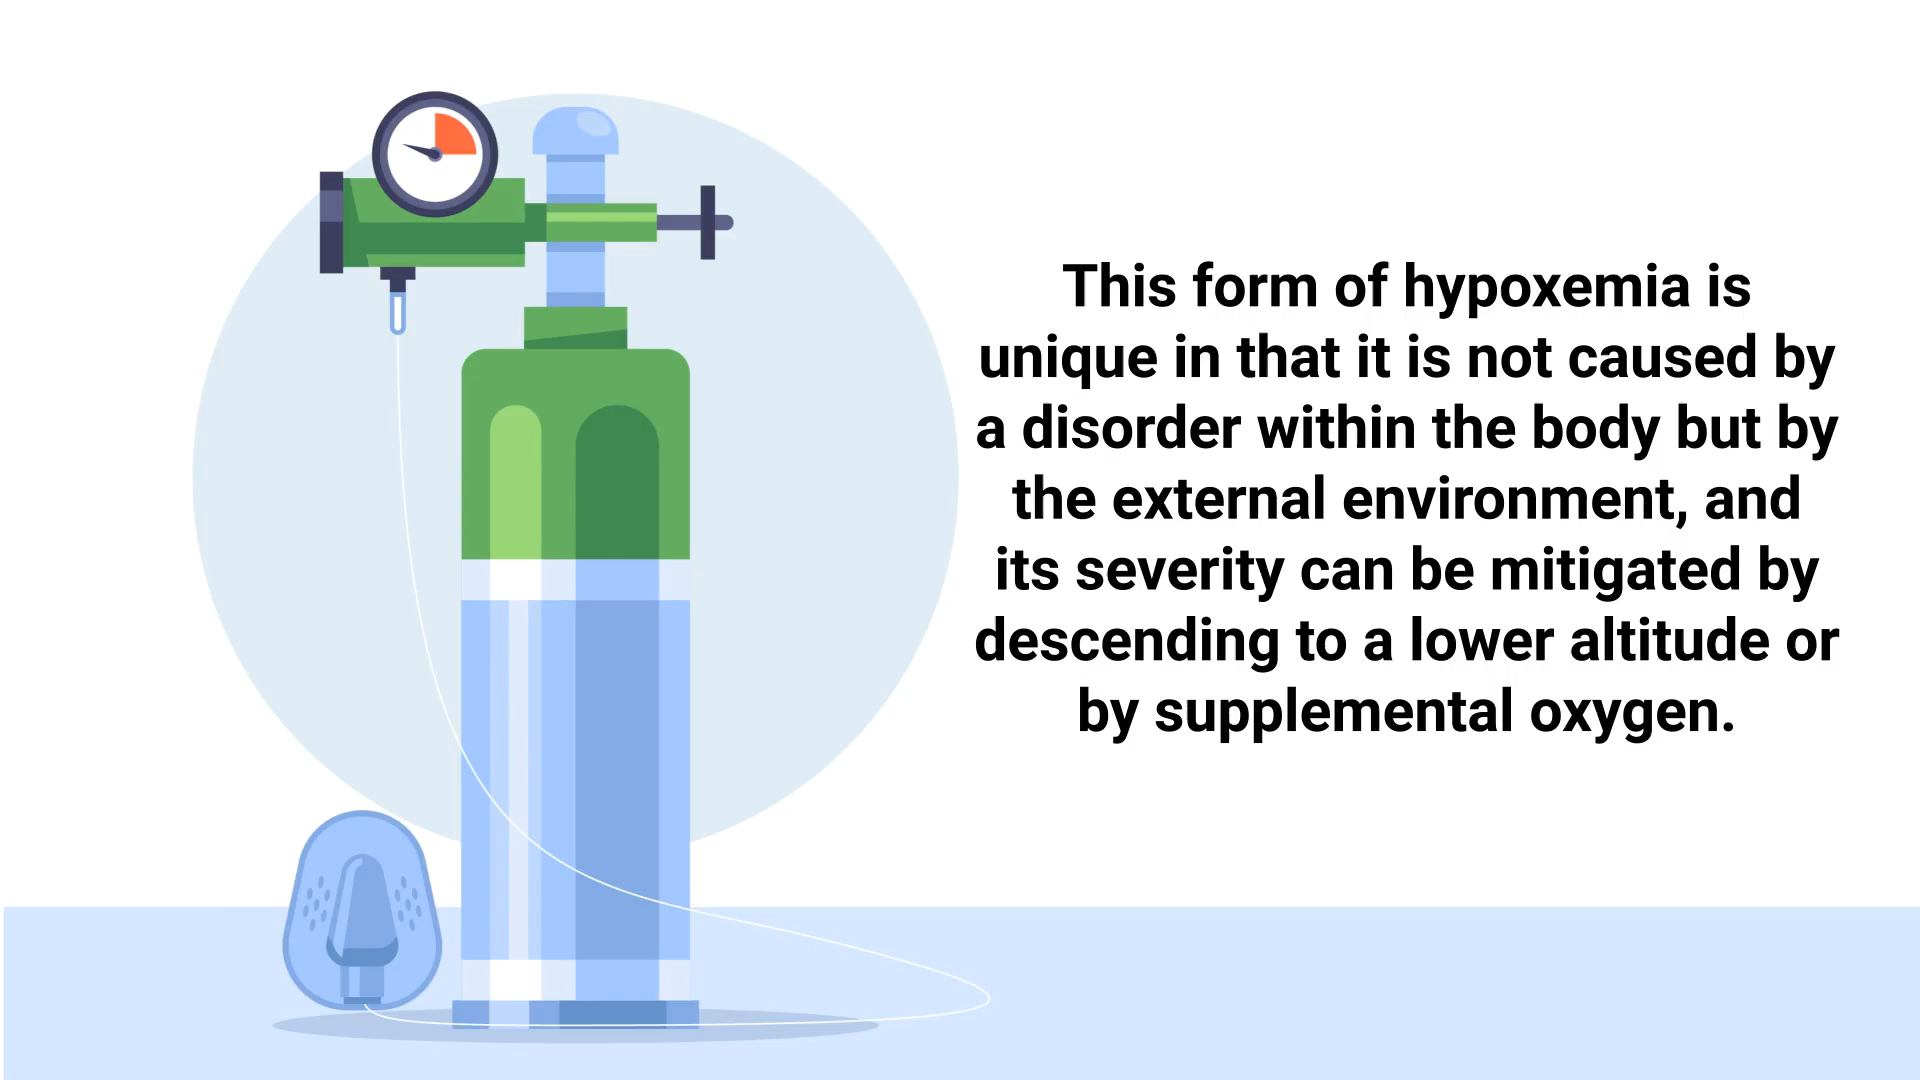 This form of hypoxemia is
unique in that it is not caused by
a disorder within the body but by
the external environment, and
its severity can be mitigated by
descending to a lower altitude or
by supplemental oxygen.